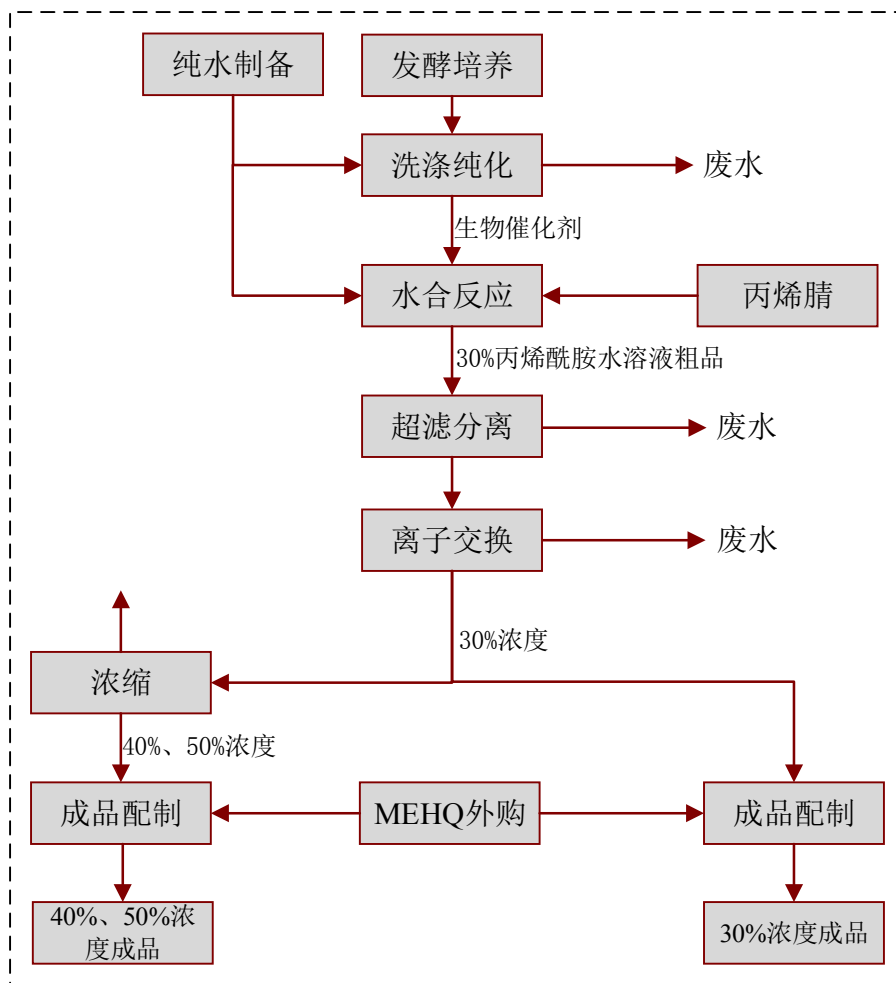 纯水制备
发酵培养
洗涤纯化
废水
生物催化剂
水合反应
丙烯腈
30%丙烯酰胺水溶液粗品
超滤分离
废水
离子交换
废水
30%浓度
浓缩
40%、50%浓度
成品配制
MEHQ外购
成品配制
40%、50%浓
度成品
30%浓度成品